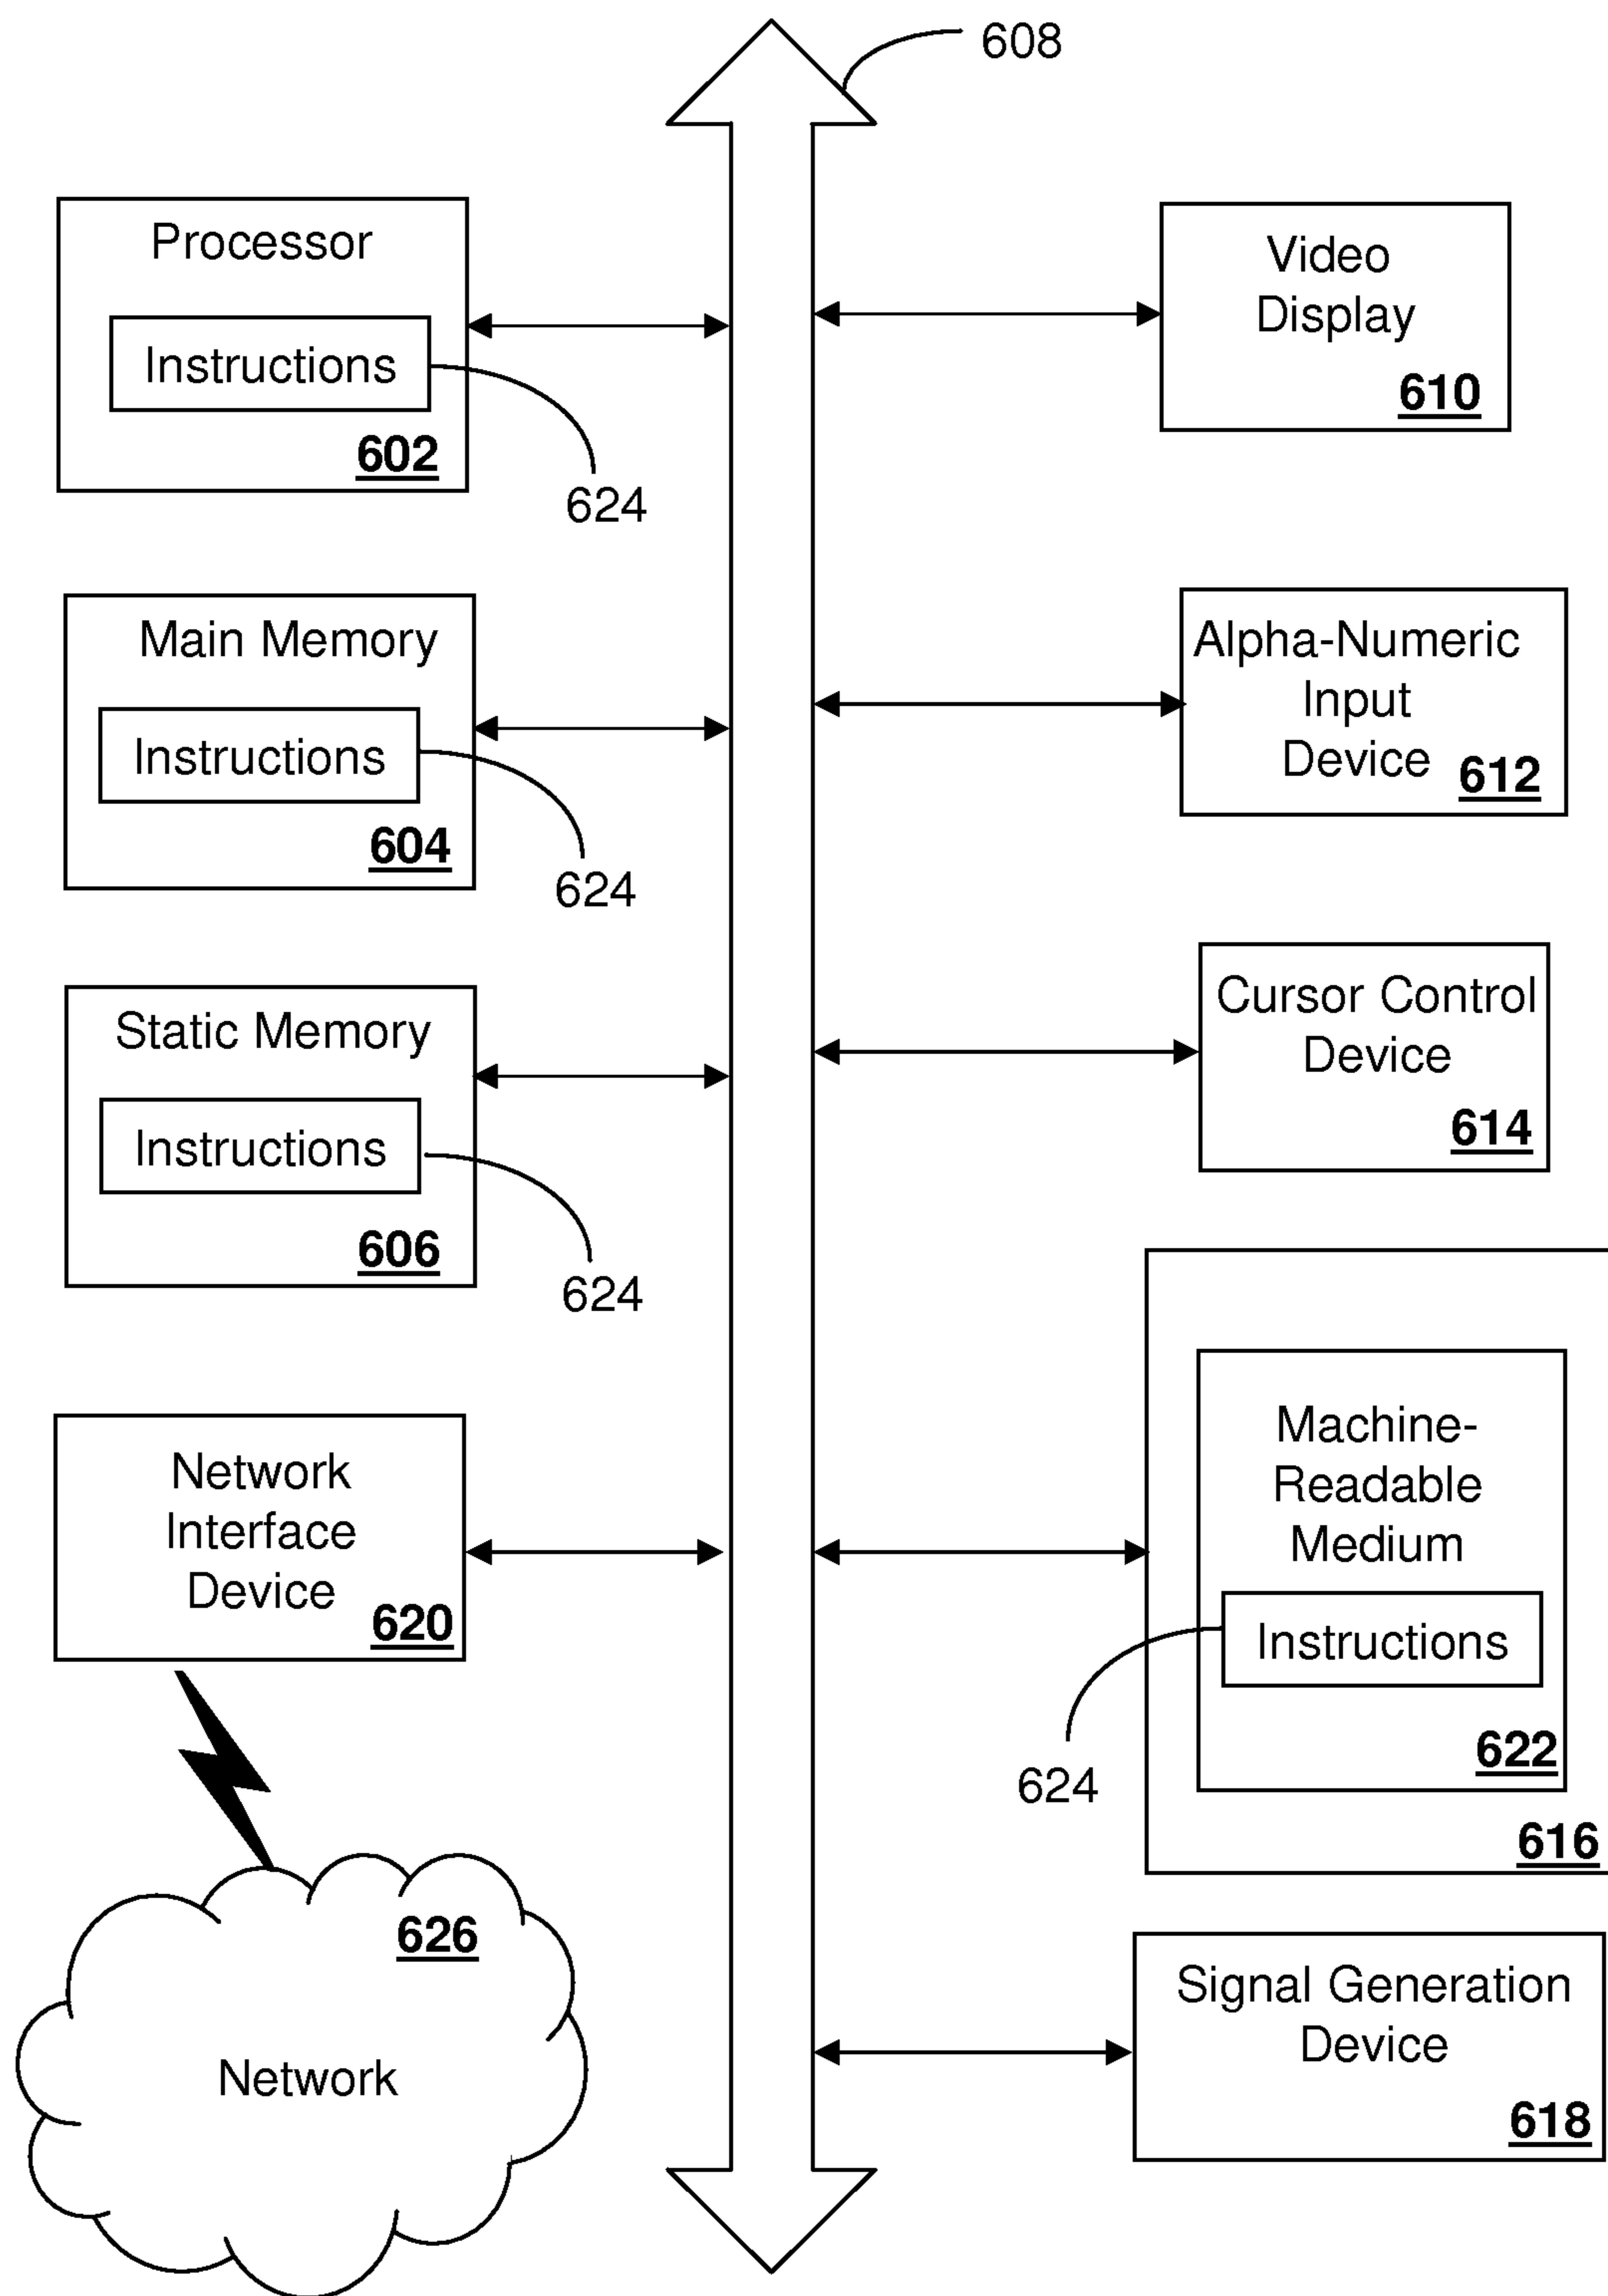 608
Processor
Instructions
602
624
Main Memory
Instructions
604
624
Static Memory
Instructions
606
624
Network
Interface
Device
620
626
Network
Video
Display
610
Alpha-Numeric
Input
Device
612
Cursor Control
Device
614
Machine-
Readable
Medium
Instructions
622
624
616
Signal Generation
Device
618